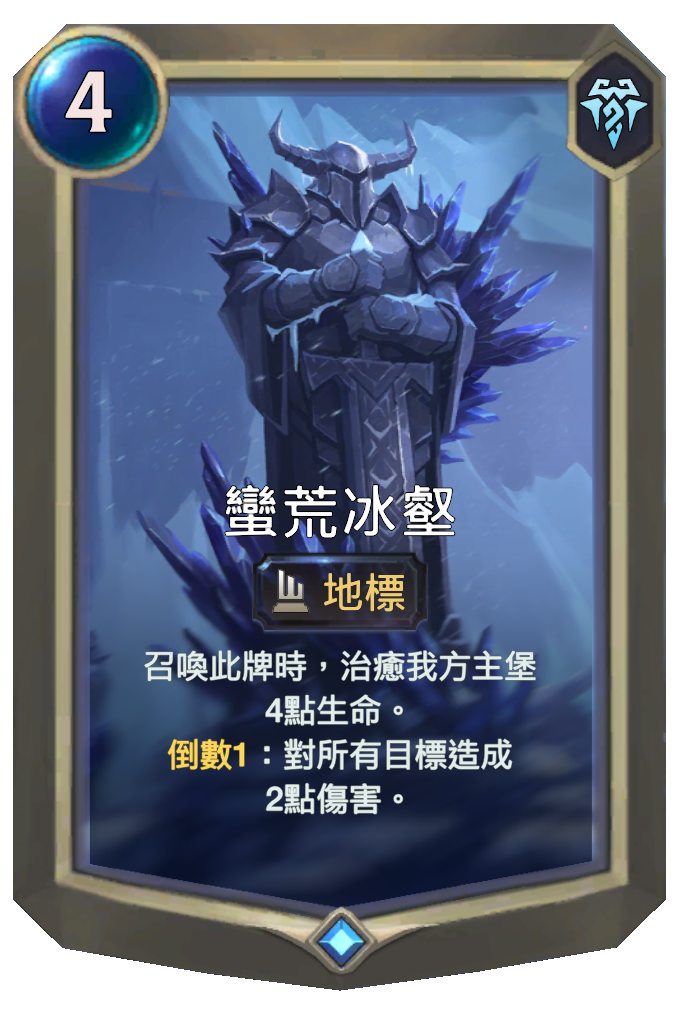 4
蠻荒冰壑
地標
召喚此牌時，治癒我方主堡
4點生命。
倒數1：對所有目標造成
2點傷害。